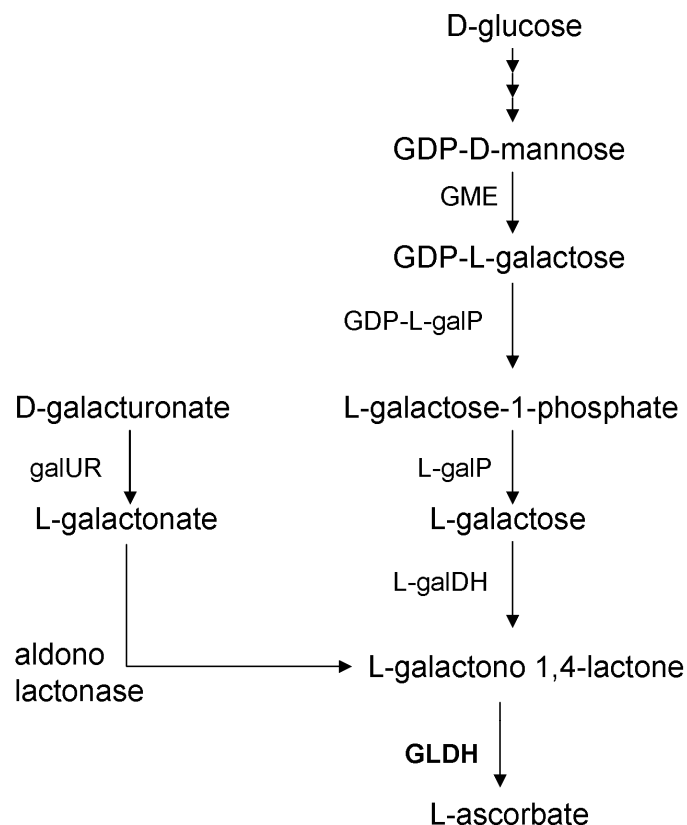 D-glucose
GDP-D-mannose
GME
GDP-L-galactose
GDP-L-galP
D-galacturonate
L-galactose-1-phosphate
galUR
L-galP
L-galactonate
L-galactose
L-galDH
aldono
lactonase
L-galactono 1,4-lactone
GLDH
L-ascorbate